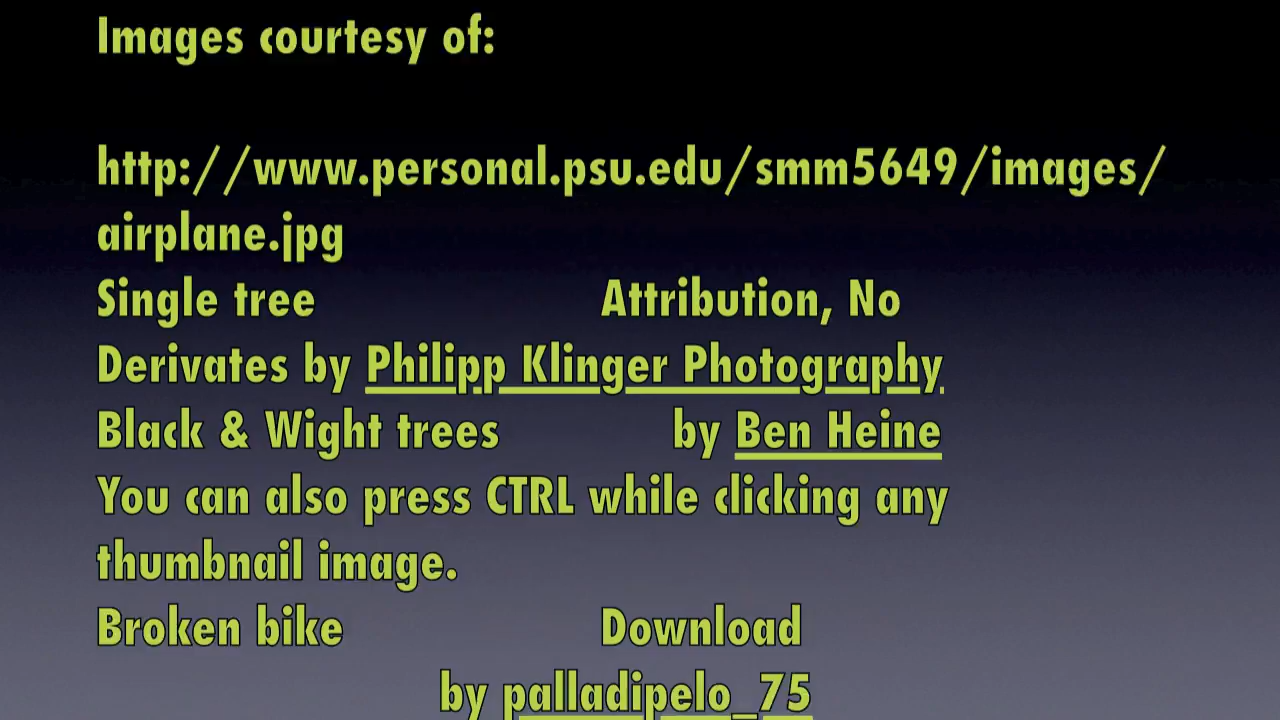 Images courtesy of:
http://www.personal.psu.edu/smm5649/images/
airplane.jpg
Single tree Attribution, No
Derivates by Philipp Klinger Photography
Black & Wight trees by Ben Heine
You can also press CTRL while clicking any
thumbnail image.
Broken bike Download
by palladipelo_75